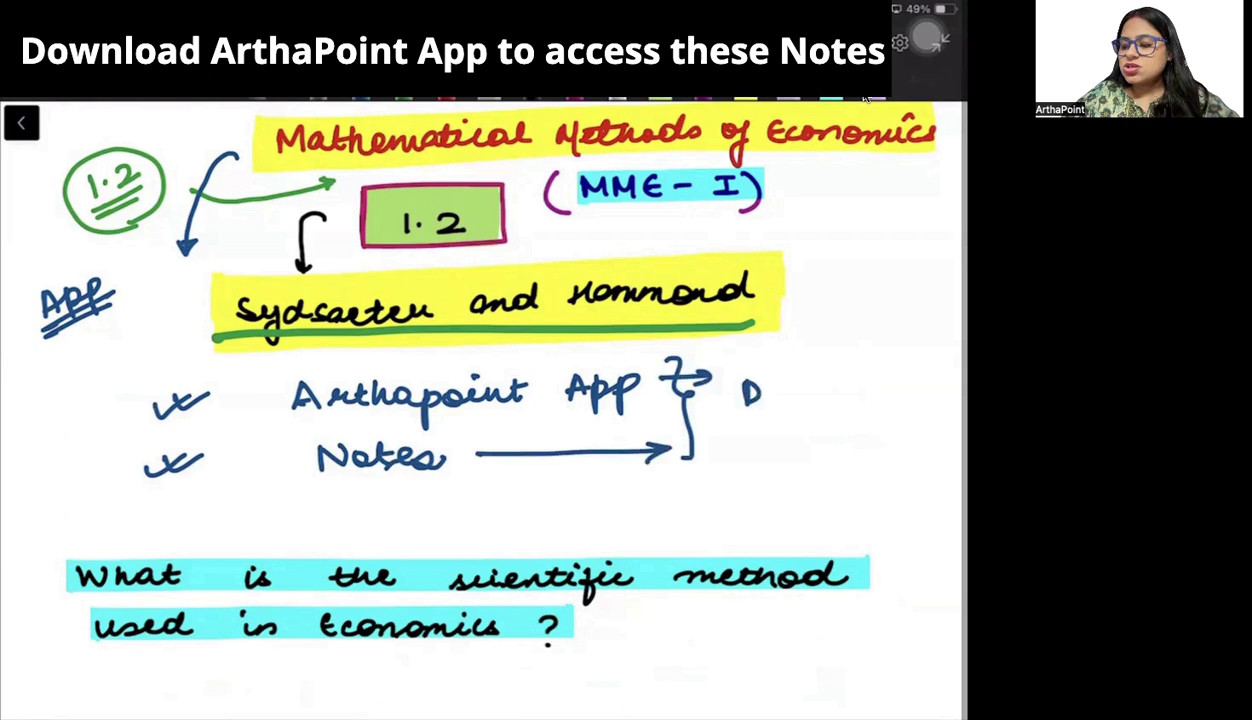 49%
Download ArthaPoint App to access these Notes
ArthaPoint
Mathematical Methods of Economics
1.2
(MME - I)
1.2
App
Sydsaeter and Hammond
Arthapoint App
D
Notes
What is the scientific method
used in Economics ?